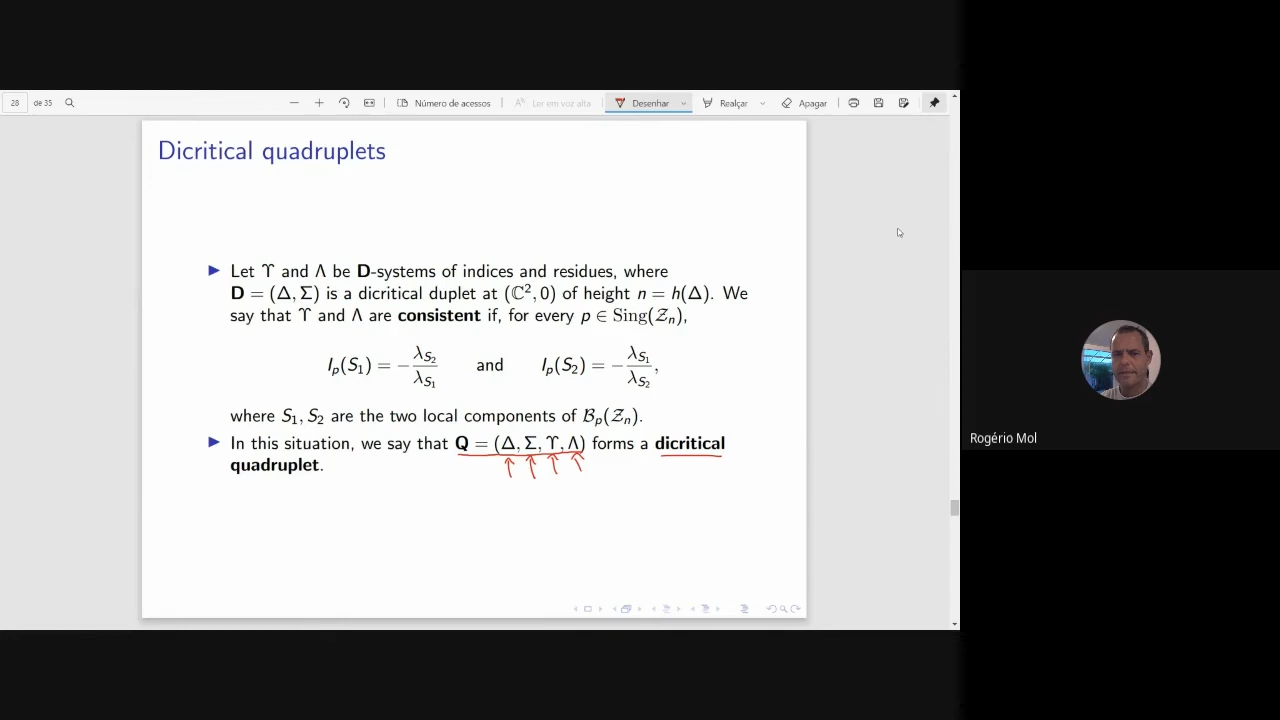 28 de 35 Número de acessos Ler em voz alta Desenhar Realçar Apagar
Dicritical quadruplets
Let ϒ and Λ be D-systems of indices and residues, where
D = (Δ, Σ) is a dicritical duplet at (ℂ², 0) of height n = h(Δ). We
say that ϒ and Λ are consistent if, for every p ∈ Sing(𝒵ₙ),
I_p(S₁) = −λ_{S₂}/λ_{S₁} and I_p(S₂) = −λ_{S₁}/λ_{S₂},
where S₁, S₂ are the two local components of ℬ_p(𝒵ₙ).
In this situation, we say that Q = (Δ, Σ, ϒ, Λ) forms a dicritical
quadruplet.
Rogério Mol